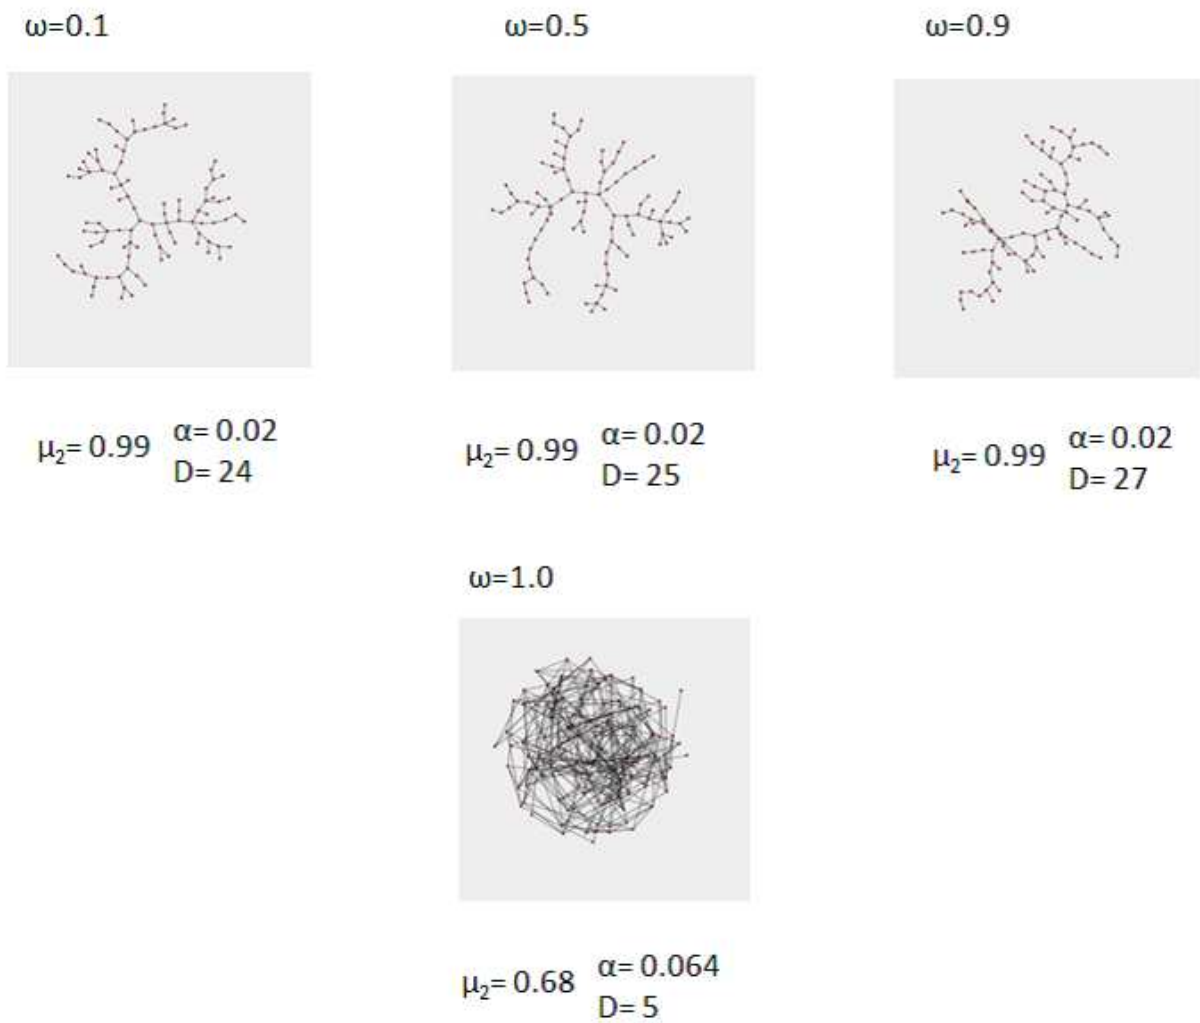 ω=0.1
ω=0.5
ω=0.9
μ₂= 0.99
α= 0.02
D= 24
μ₂= 0.99
α= 0.02
D= 25
μ₂= 0.99
α= 0.02
D= 27
ω=1.0
μ₂= 0.68
α= 0.064
D= 5